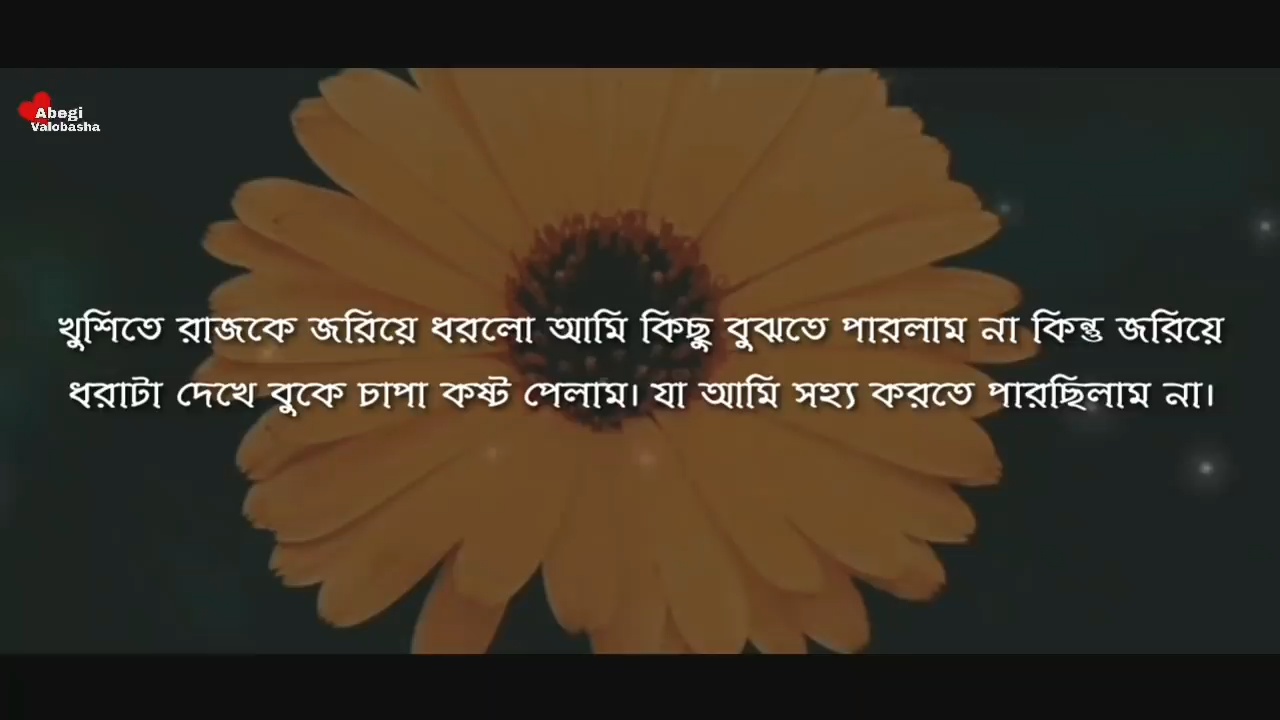 Abegi
Valobasha
খুশিতে রাজকে জরিয়ে ধরলো আমি কিছু বুঝতে পারলাম না কিন্তু জরিয়ে
ধরাটা দেখে বুকে চাপা কষ্ট পেলাম। যা আমি সহ্য করতে পারছিলাম না।